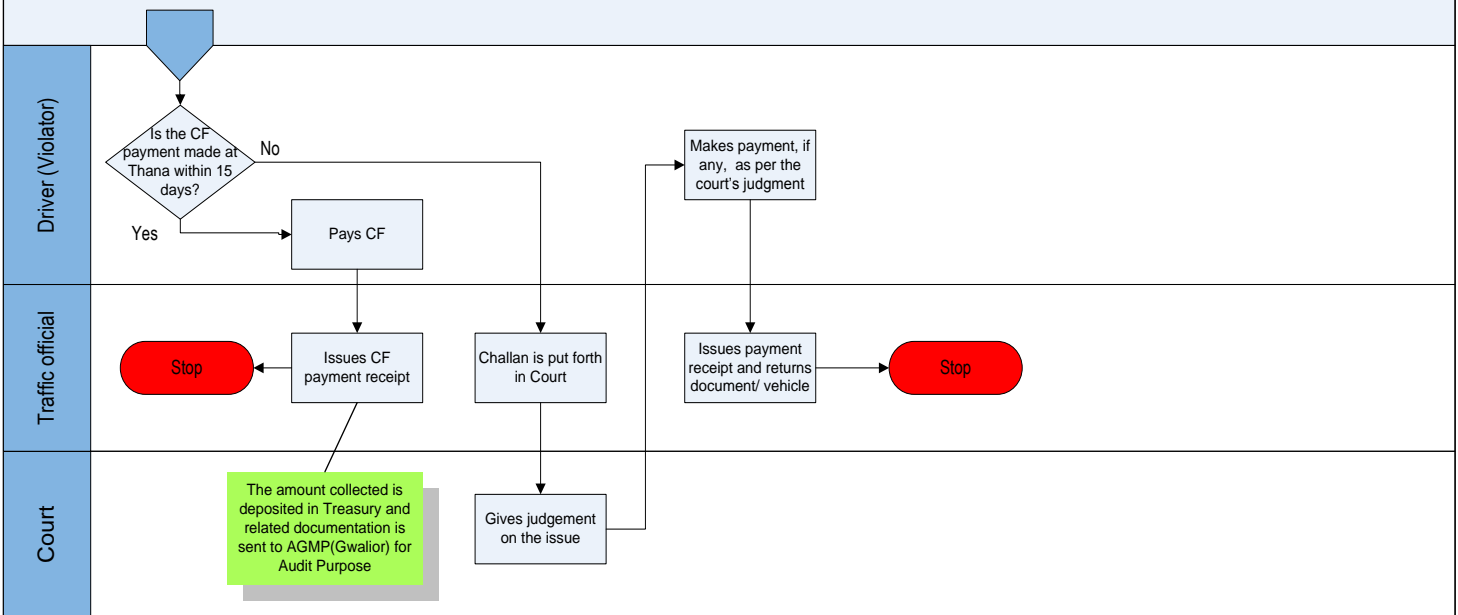 Driver (Violator)
Is the CF
payment made at
Thana within 15
days?
No
Yes
Pays CF
Makes payment, if
any, as per the
court's judgment
Traffic official
Stop
Issues CF
payment receipt
Challan is put forth
in Court
Issues payment
receipt and returns
document/ vehicle
Stop
Court
The amount collected is
deposited in Treasury and
related documentation is
sent to AGMP(Gwalior) for
Audit Purpose
Gives judgement
on the issue